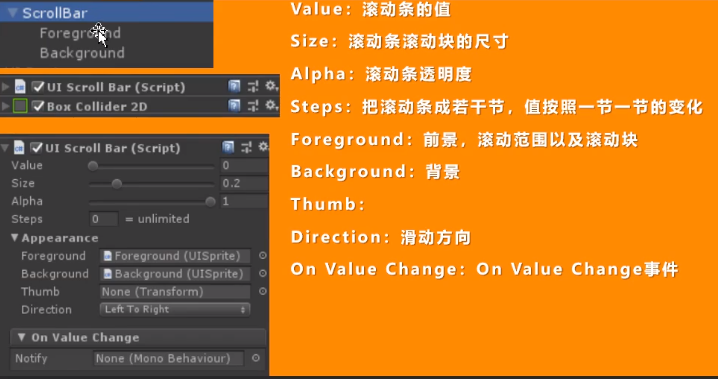 ScrollBar
Foreground
Background
UI Scroll Bar (Script)
Box Collider 2D
UI Scroll Bar (Script)
Value 0
Size 0.2
Alpha 1
Steps 0 = unlimited
Appearance
Foreground Foreground (UISprite)
Background Background (UISprite)
Thumb None (Transform)
Direction Left To Right
On Value Change
Notify None (Mono Behaviour)
Value：滚动条的值
Size：滚动条滚动块的尺寸
Alpha：滚动条透明度
Steps：把滚动条成若干节，值按照一节一节的变化
Foreground：前景，滚动范围以及滚动块
Background：背景
Thumb：
Direction：滑动方向
On Value Change：On Value Change事件